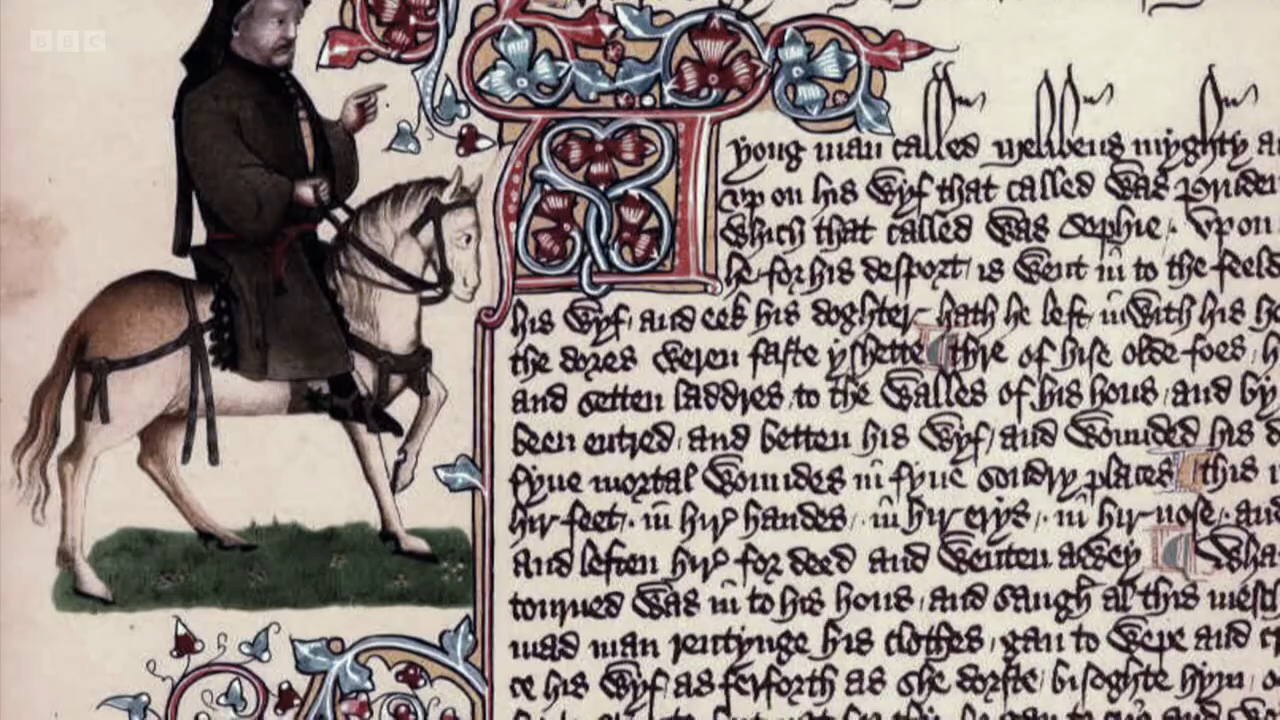 BBC
yong man called melibeus myghty a
vp on his wyf that called was Pruden
which that called was Sophie . vpon
he for his desport is went in to the feeld
his wyf and eek his doghter hath he left inwith his h
the dores weren faste yshette thre of hise olde foes h
and setten laddres to the walles of his hous and by
been entred and betten his wyf and wounded his d
fyue mortal woundes in fyue sondry places this
hir feet . in hir handes . in hir erys . in hir nose . and
and leften hir for deed and wenten awey wha
tourned was in to his hous and saugh al this mesch
mad man rentynge his clothes gan to wepe and cr
ce his wyf as ferforth as she dorste bisoghte hym